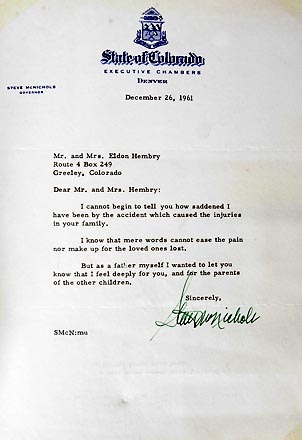 State of Colorado
EXECUTIVE CHAMBERS
DENVER
STEVE McNICHOLS
GOVERNOR
December 26, 1961
Mr. and Mrs. Eldon Hembry
Route 4 Box 249
Greeley, Colorado
Dear Mr. and Mrs. Hembry:
I cannot begin to tell you how saddened I
have been by the accident which caused the injuries
in your family.
I know that mere words cannot ease the pain
nor make up for the loved ones lost.
But as a father myself I wanted to let you
know that I feel deeply for you, and for the parents
of the other children.
Sincerely,
Steve McNichols
SMcN:mu